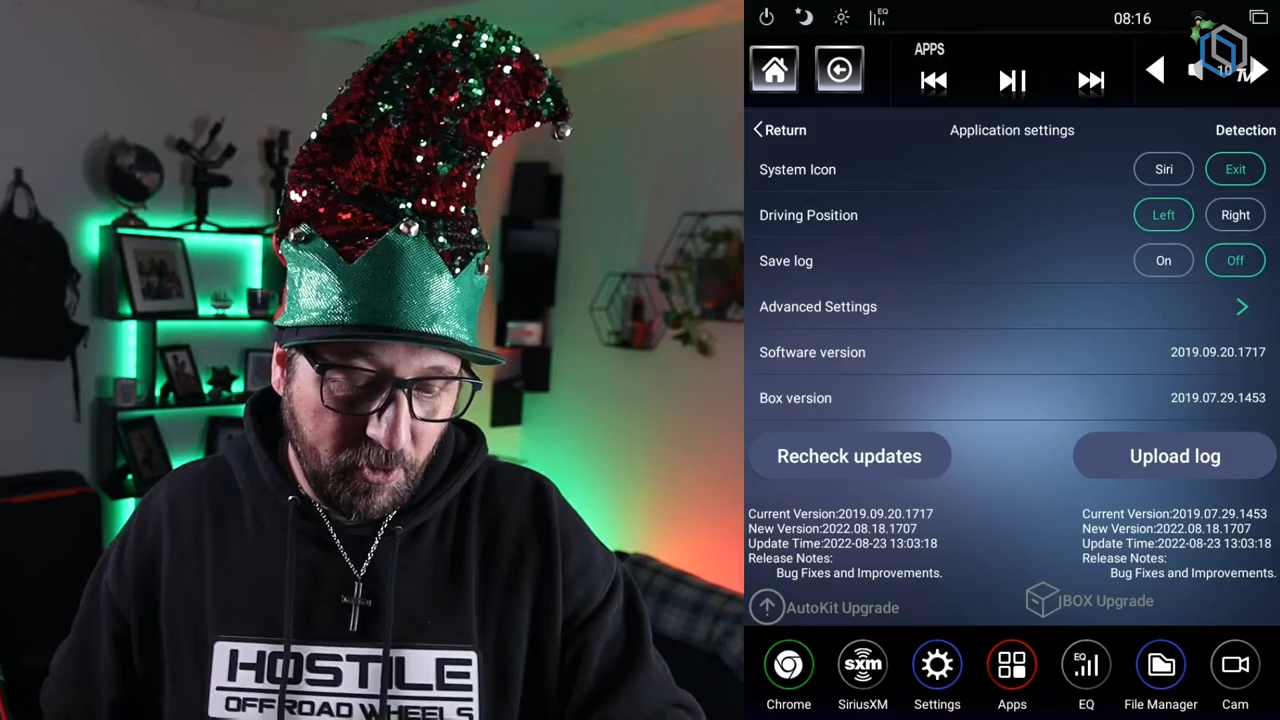 EQ
08:16
APPS
10
TV
Return
Application settings
Detection
System Icon
Siri
Exit
Driving Position
Left
Right
Save log
On
Off
Advanced Settings
Software version
2019.09.20.1717
Box version
2019.07.29.1453
Recheck updates
Upload log
Current Version:2019.09.20.1717
New Version:2022.08.18.1707
Update Time:2022-08-23 13:03:18
Release Notes:
Bug Fixes and Improvements.
Current Version:2019.07.29.1453
New Version:2022.08.18.1707
Update Time:2022-08-23 13:03:18
Release Notes:
Bug Fixes and Improvements.
AutoKit Upgrade
BOX Upgrade
sxm
EQ
Chrome
SiriusXM
Settings
Apps
EQ
File Manager
Cam
HOSTILE
OFFROAD WHEELS